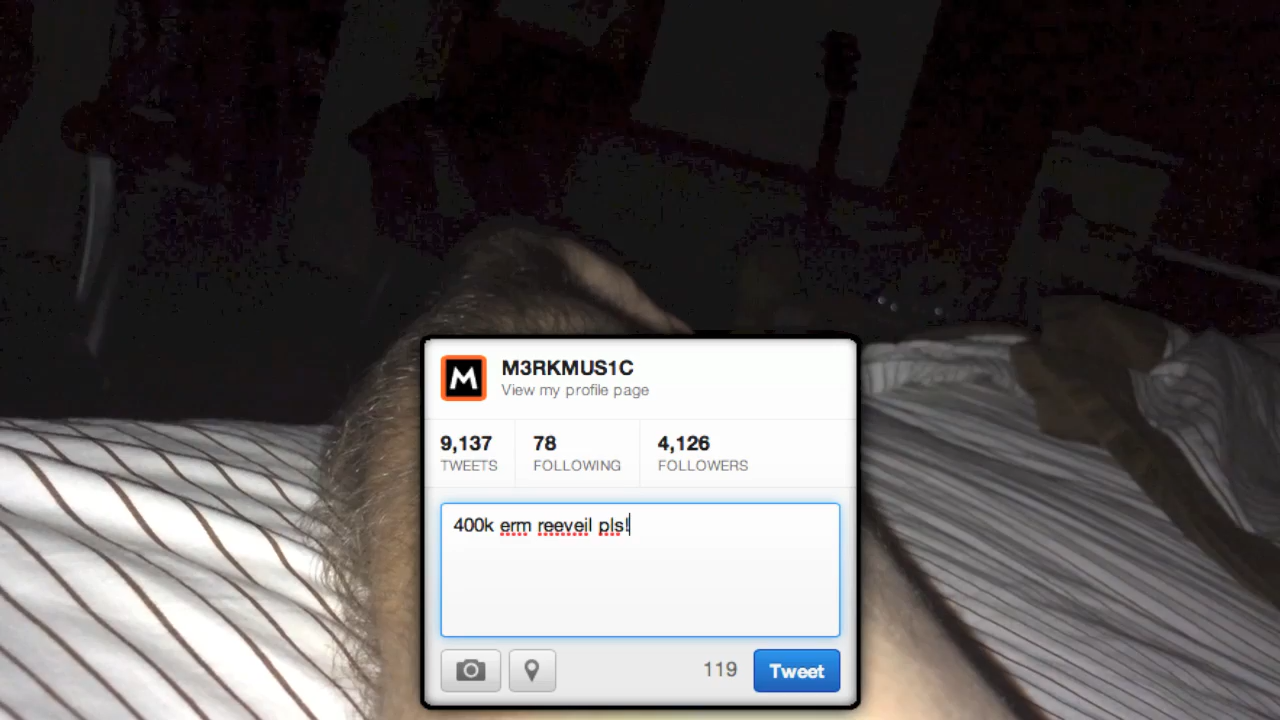 M
M3RKMUS1C
View my profile page
9,137 78 4,126
TWEETS FOLLOWING FOLLOWERS
400k erm reeveil pls!
119 Tweet